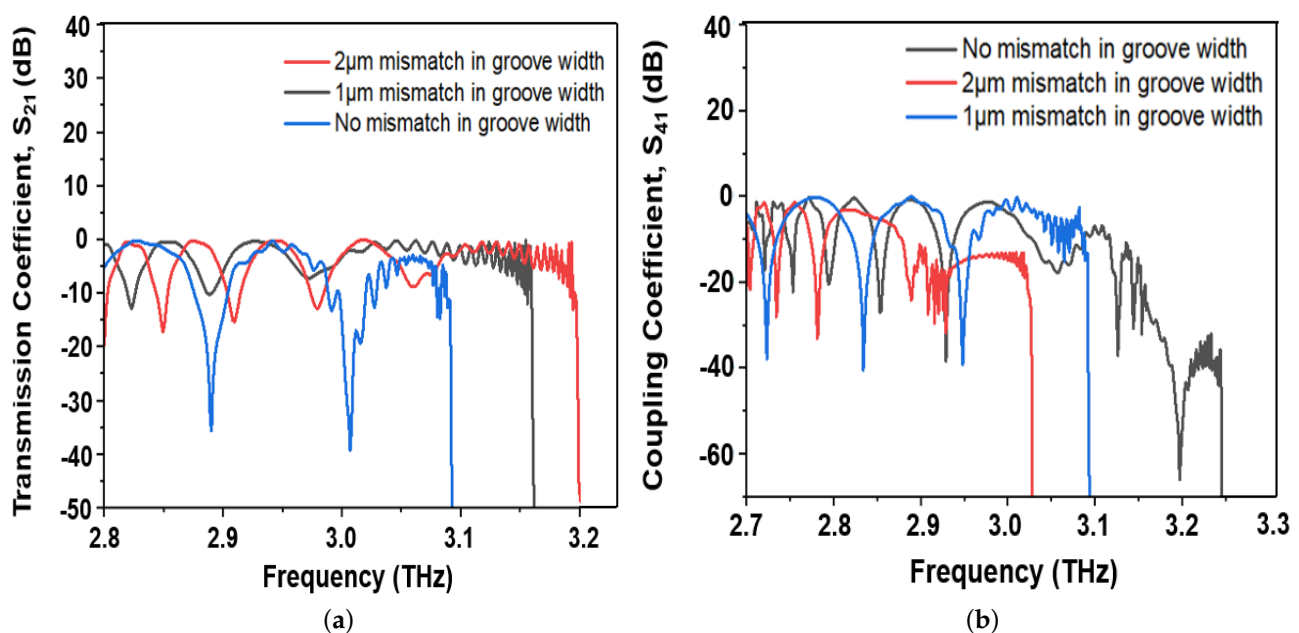 40
30
20
10
0
-10
-20
-30
-40
-50
Transmission Coefficient, S21 (dB)
2μm mismatch in groove width
1μm mismatch in groove width
No mismatch in groove width
2.8
2.9
3.0
3.1
3.2
Frequency (THz)
(a)
40
20
0
-20
-40
-60
Coupling Coefficient, S41 (dB)
No mismatch in groove width
2μm mismatch in groove width
1μm mismatch in groove width
2.7
2.8
2.9
3.0
3.1
3.2
3.3
Frequency (THz)
(b)